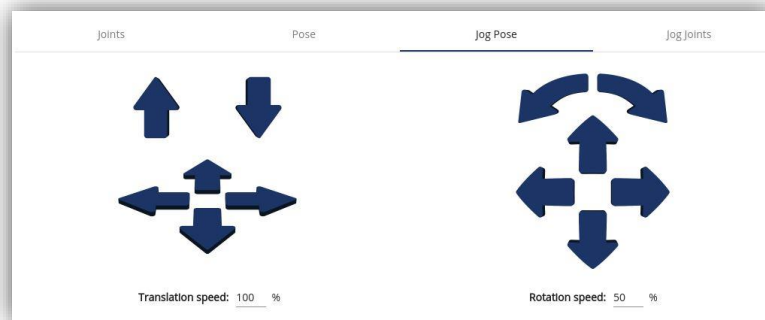 Joints Pose Jog Pose Jog Joints
Translation speed: 100 % Rotation speed: 50 %